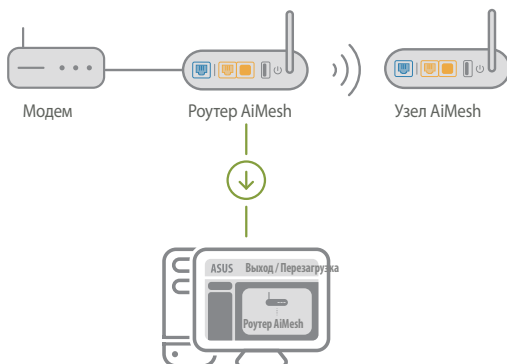 Модем
Роутер AiMesh
Узел AiMesh
ASUS Выход / Перезагрузка
Роутер AiMesh